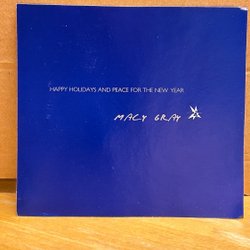 HAPPY HOLIDAYS AND PEACE FOR THE NEW YEAR
MACY GRAY